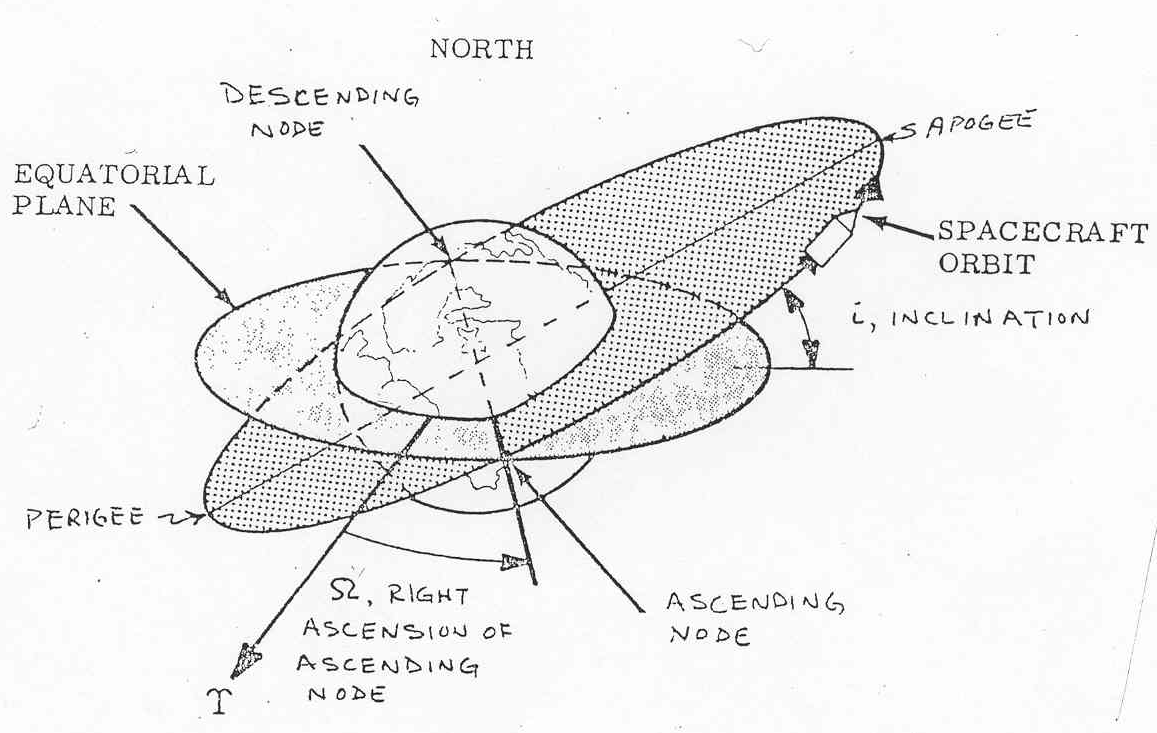 NORTH
DESCENDING
NODE
EQUATORIAL
PLANE
APOGEE
SPACECRAFT
ORBIT
i, INCLINATION
PERIGEE
Ω, RIGHT
ASCENSION OF
ASCENDING
NODE
ASCENDING
NODE
♈